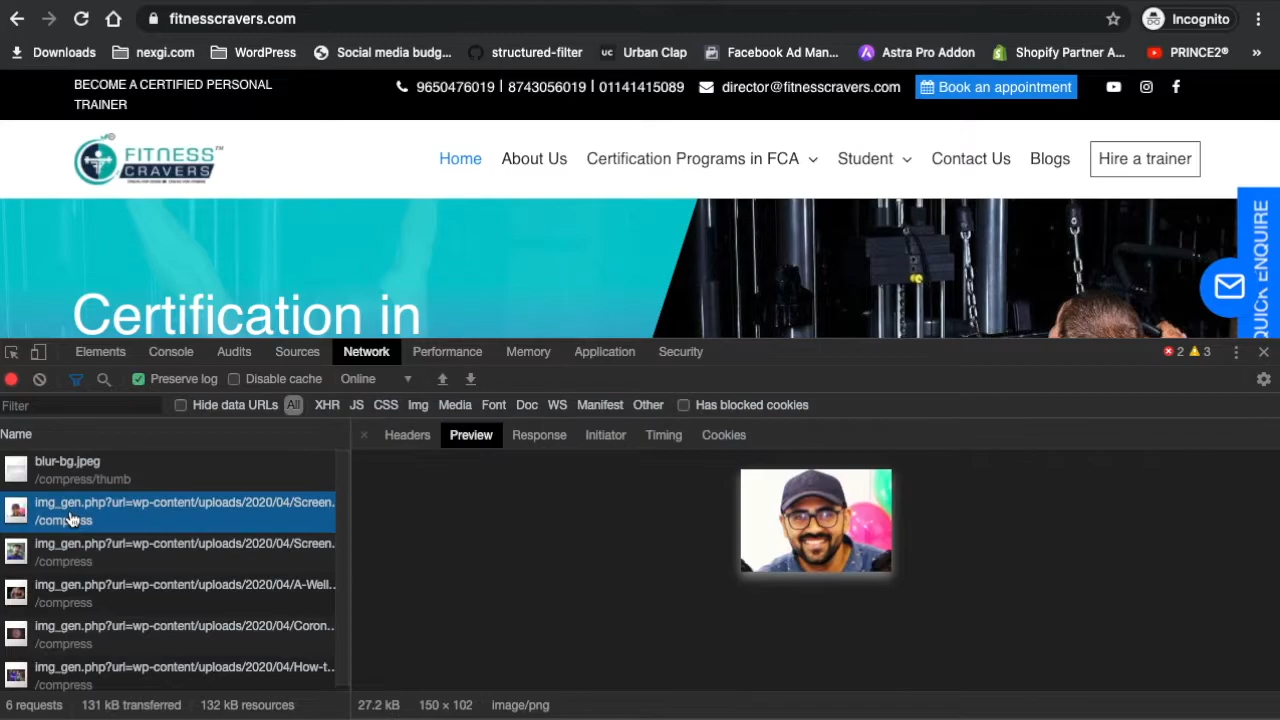 fitnesscravers.com
Incognito
Downloads nexgi.com WordPress Social media budg... structured-filter UC Urban Clap Facebook Ad Man... Astra Pro Addon Shopify Partner A... PRINCE2® »
BECOME A CERTIFIED PERSONAL
TRAINER
9650476019 | 8743056019 | 01141415089 director@fitnesscravers.com Book an appointment
FITNESS
CRAVERS™
Home About Us Certification Programs in FCA Student Contact Us Blogs Hire a trainer
QUICK ENQUIRE
Certification in
Elements Console Audits Sources Network Performance Memory Application Security 2 3
Preserve log Disable cache Online
Filter Hide data URLs All XHR JS CSS Img Media Font Doc WS Manifest Other Has blocked cookies
Name Headers Preview Response Initiator Timing Cookies
blur-bg.jpeg
/compress/thumb
img_gen.php?url=wp-content/uploads/2020/04/Screen.
/compress
img_gen.php?url=wp-content/uploads/2020/04/Screen.
/compress
img_gen.php?url=wp-content/uploads/2020/04/A-Well..
/compress
img_gen.php?url=wp-content/uploads/2020/04/Coron..
/compress
img_gen.php?url=wp-content/uploads/2020/04/How-t..
/compress
6 requests 131 kB transferred 132 kB resources 27.2 kB 150 × 102 image/png